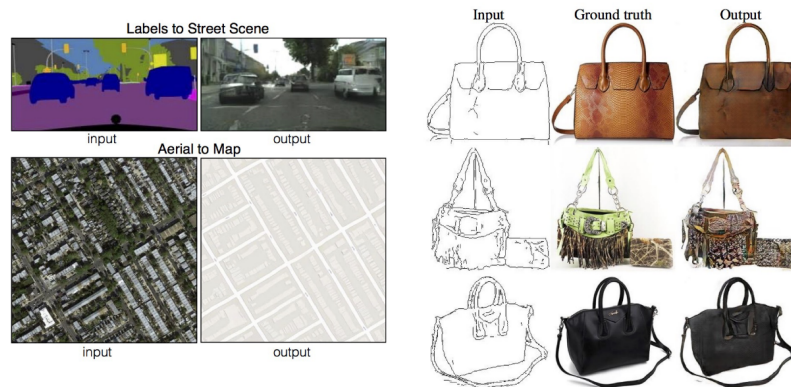 Labels to Street Scene
input
output
Aerial to Map
input
output
Input
Ground truth
Output